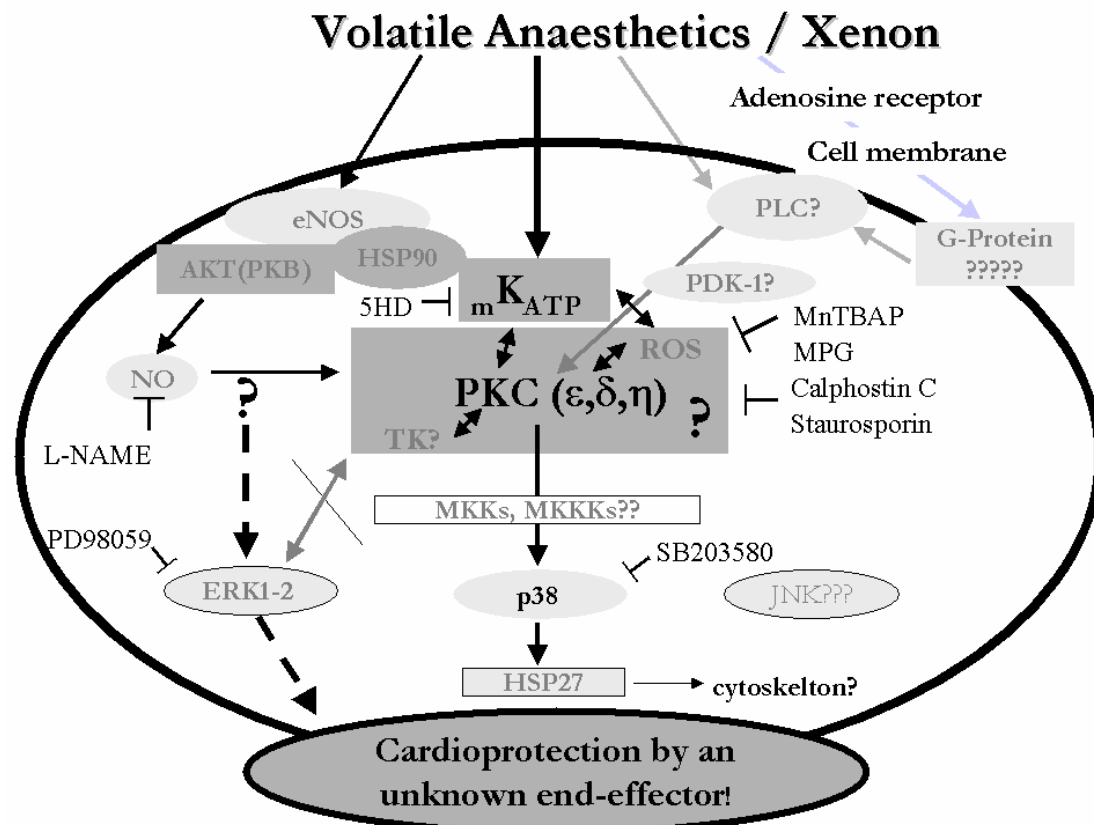 Volatile Anaesthetics / Xenon
Adenosine receptor
Cell membrane
eNOS
PLC?
AKT(PKB)
HSP90
G-Protein
?????
PDK-1?
5HD
mKATP
MnTBAP
MPG
ROS
NO
?
PKC (ε,δ,η)
?
Calphostin C
Staurosporin
TK?
L-NAME
MKKs, MKKKs??
PD98059
SB203580
ERK1-2
p38
JNK???
HSP27
cytoskelton?
Cardioprotection by an
unknown end-effector!